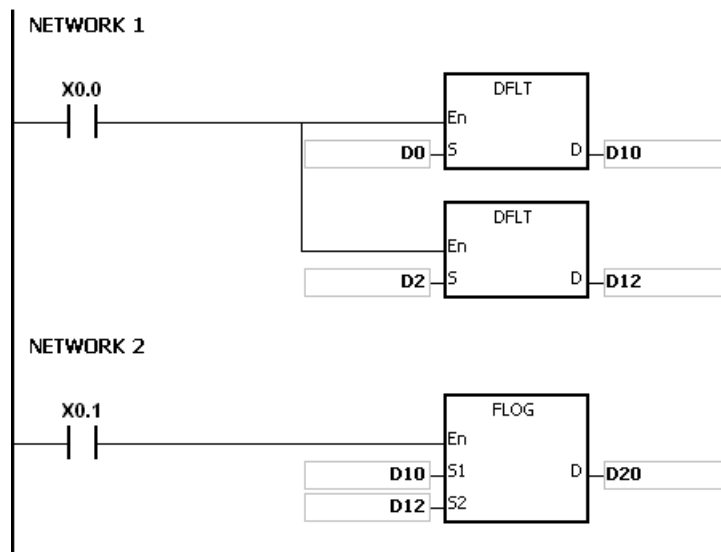 NETWORK 1
X0.0
DFLT
En
D0 S D D10
DFLT
En
D2 S D D12
NETWORK 2
X0.1
FLOG
En
D10 S1 D D20
D12 S2